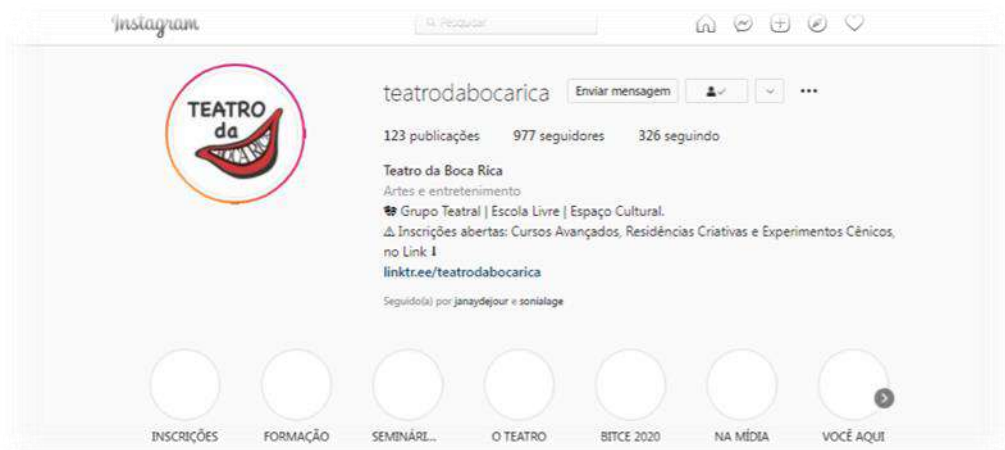 Instagram
Pesquisar
TEATRO
da
BOCA RICA
teatrodabocarica Enviar mensagem
123 publicações 977 seguidores 326 seguindo
Teatro da Boca Rica
Artes e entretenimento
Grupo Teatral | Escola Livre | Espaço Cultural.
Inscrições abertas: Cursos Avançados, Residências Criativas e Experimentos Cênicos,
no Link
linktr.ee/teatrodabocarica
Seguido(a) por janaydejour e sonialage
INSCRIÇÕES FORMAÇÃO SEMINÁRI... O TEATRO BITCE 2020 NA MÍDIA VOCÊ AQUI